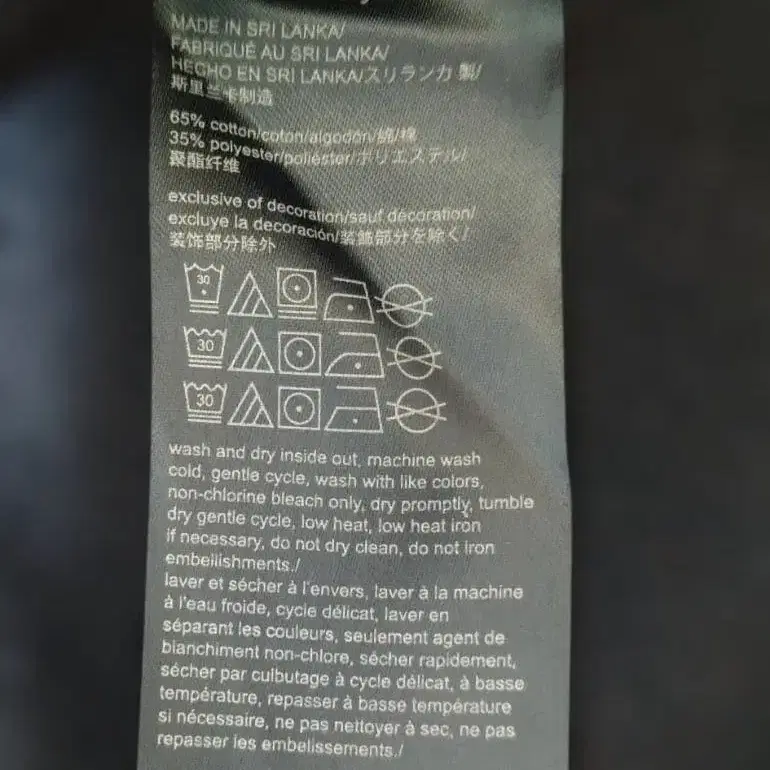 MADE IN SRI LANKA/
FABRIQUÉ AU SRI LANKA/
HECHO EN SRI LANKA/スリランカ 製/
斯里兰卡制造
65% cotton/coton/algodón/綿/棉
35% polyester/poliéster/ポリエステル/
聚酯纤维
exclusive of decoration/sauf décoration/
excluye la decoración/装飾部分を除く/
装饰部分除外
30
30
30
wash and dry inside out, machine wash
cold, gentle cycle, wash with like colors,
non-chlorine bleach only, dry promptly, tumble
dry gentle cycle, low heat, low heat iron
if necessary, do not dry clean, do not iron
embellishments./
laver et sécher à l'envers, laver à la machine
à l'eau froide, cycle délicat, laver en
séparant les couleurs, seulement agent de
blanchiment non-chlore, sécher rapidement,
sécher par culbutage à cycle délicat, à basse
température, repasser à basse température
si nécessaire, ne pas nettoyer à sec, ne pas
repasser les embelissements./